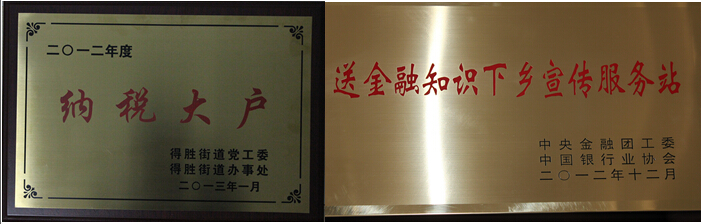 二〇一二年度
纳税大户
得胜街道党工委
得胜街道办事处
二〇一三年一月
送金融知识下乡宣传服务站
中央金融团工委
中国银行业协会
二〇一二年十二月